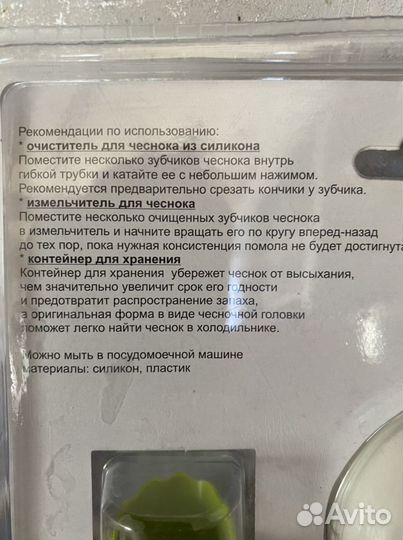 Рекомендации по использованию:
* очиститель для чеснока из силикона
Поместите несколько зубчиков чеснока внутрь
гибкой трубки и катайте ее с небольшим нажимом.
Рекомендуется предварительно срезать кончики у зубчика.
* измельчитель для чеснока
Поместите несколько очищенных зубчиков чеснока
в измельчитель и начните вращать его по кругу вперед-назад
до тех пор, пока нужная консистенция помола не будет достигнута
* контейнер для хранения
Контейнер для хранения убережет чеснок от высыхания,
чем значительно увеличит срок его годности
и предотвратит распространение запаха,
а оригинальная форма в виде чесночной головки
поможет легко найти чеснок в холодильнике.
Можно мыть в посудомоечной машине
материалы: силикон, пластик
Avito